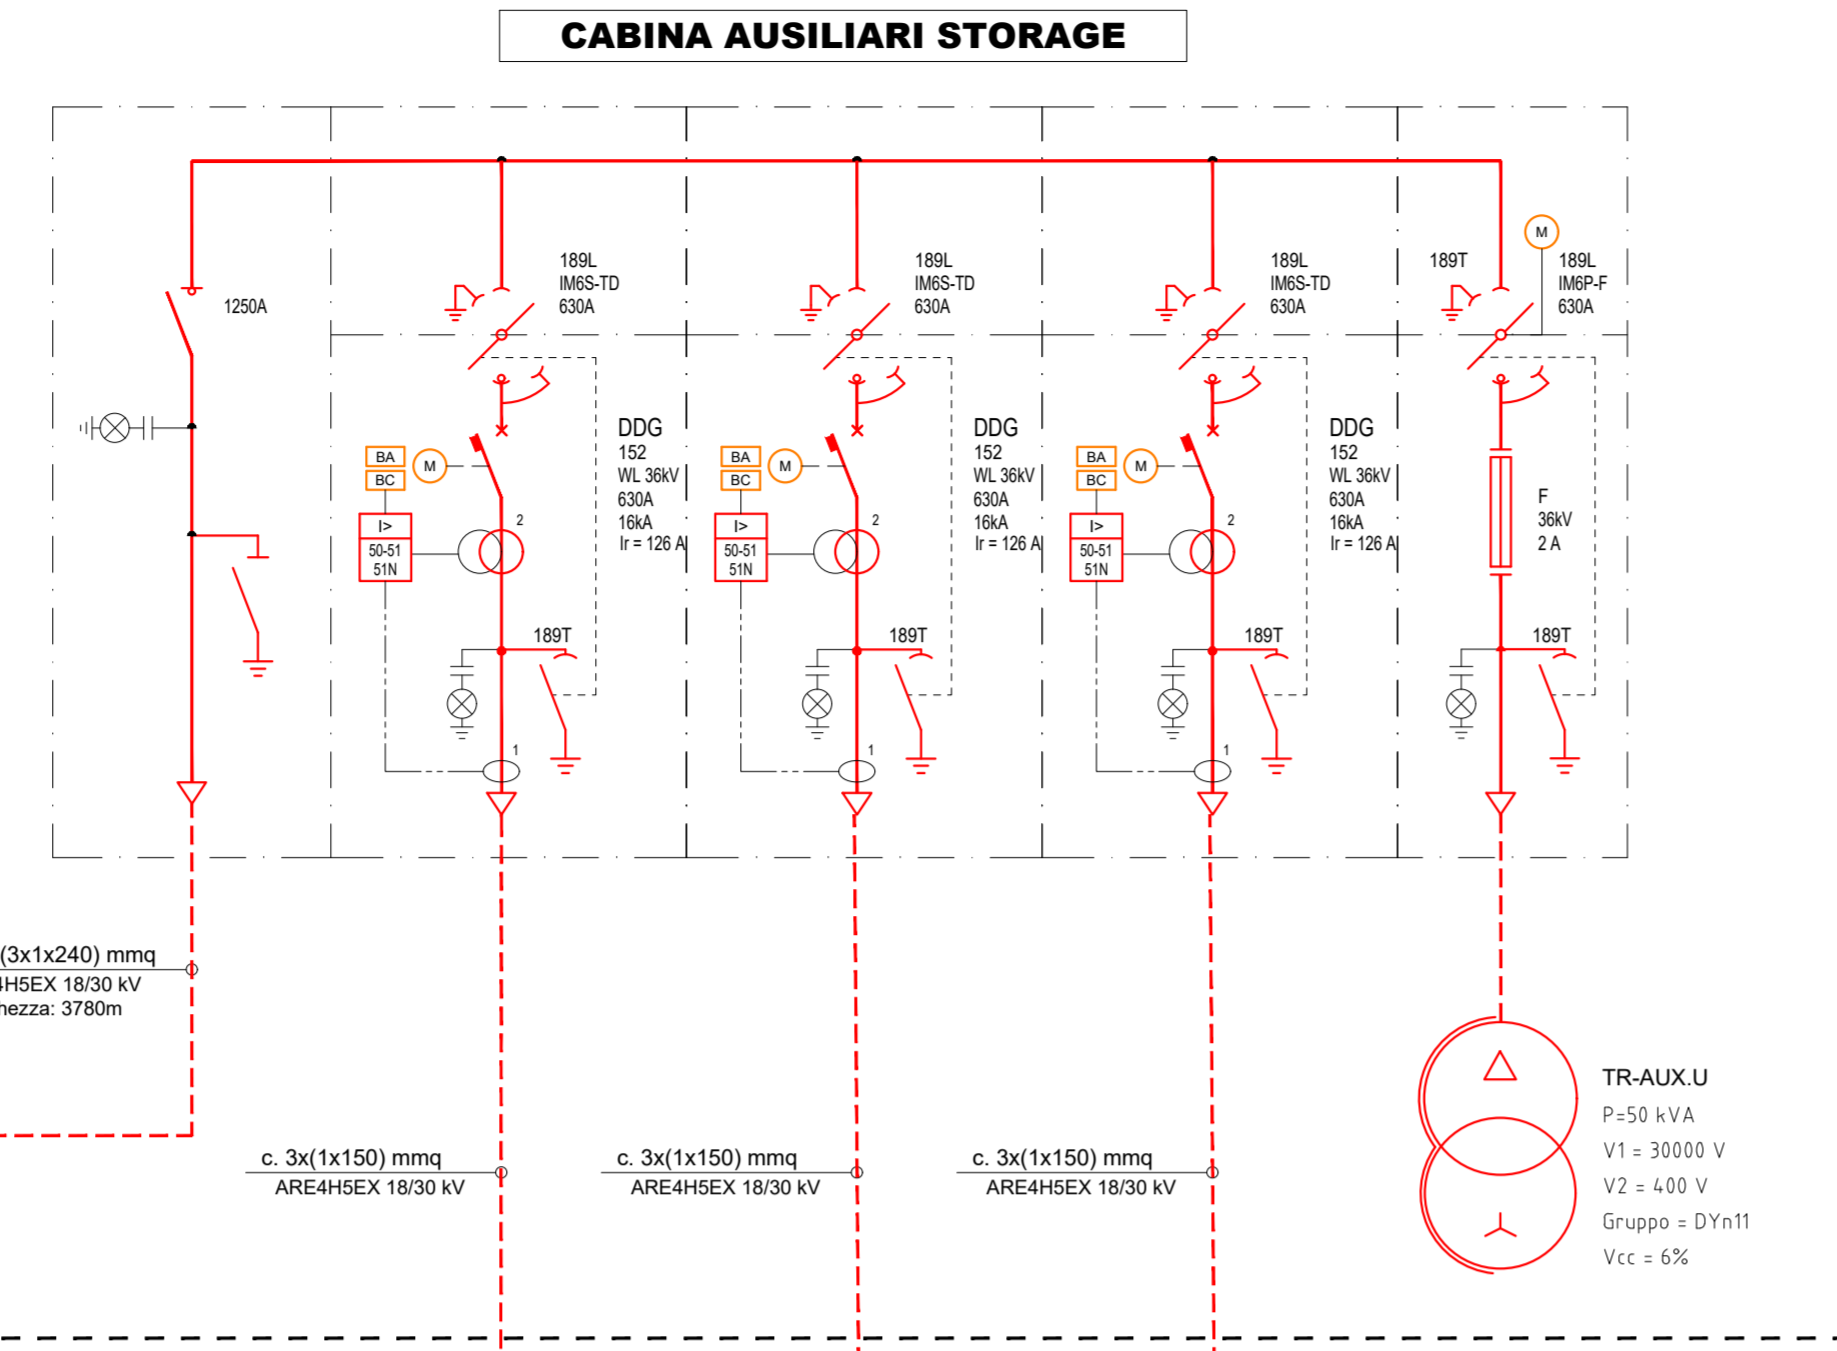 CABINA AUSILIARI STORAGE
1250A
189L
IM6S-TD
630A
189L
IM6S-TD
630A
189L
IM6S-TD
630A
189T
M
189L
IM6P-F
630A
BA
BC
M
I>
50-51
51N
2
DDG
152
WL 36kV
630A
16kA
Ir = 126 A
189T
1
BA
BC
M
I>
50-51
51N
2
DDG
152
WL 36kV
630A
16kA
Ir = 126 A
189T
1
BA
BC
M
I>
50-51
51N
2
DDG
152
WL 36kV
630A
16kA
Ir = 126 A
189T
1
F
36kV
2 A
189T
(3x1x240) mmq
4H5EX 18/30 kV
hezza: 3780m
c. 3x(1x150) mmq
ARE4H5EX 18/30 kV
c. 3x(1x150) mmq
ARE4H5EX 18/30 kV
c. 3x(1x150) mmq
ARE4H5EX 18/30 kV
TR-AUX.U
P=50 kVA
V1 = 30000 V
V2 = 400 V
Gruppo = DYn11
Vcc = 6%